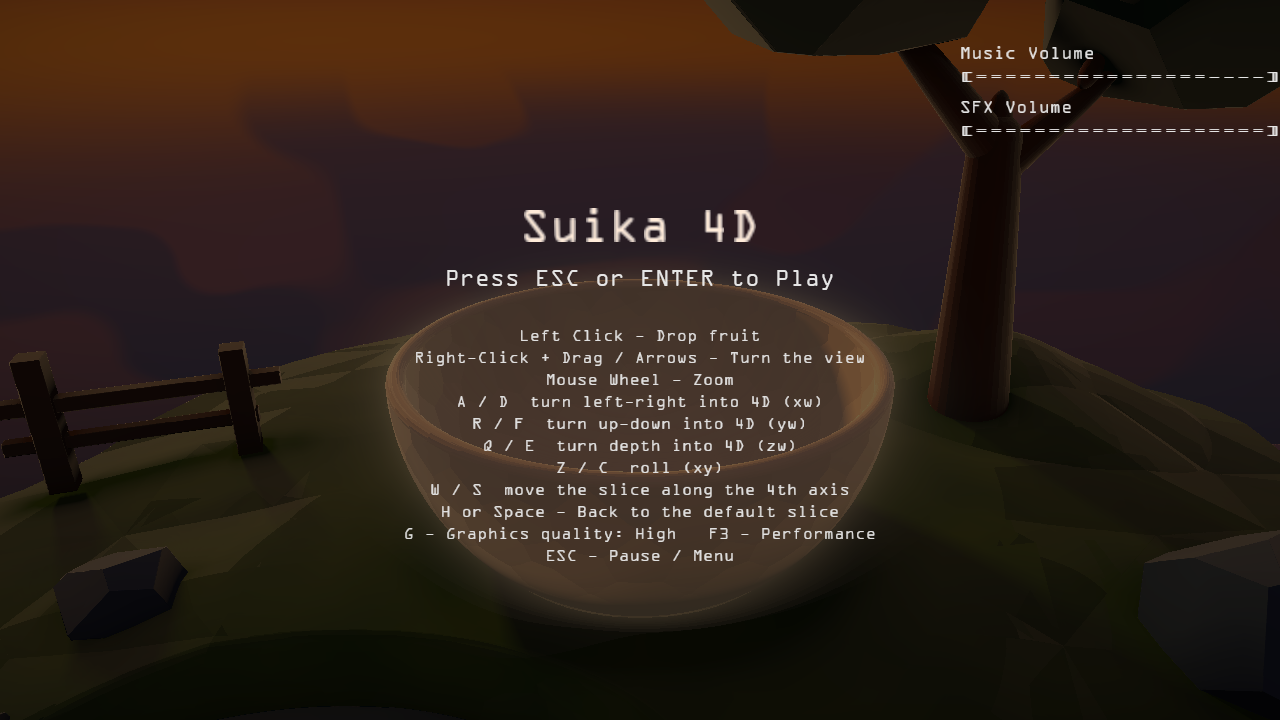 Music Volume
[================----]
SFX Volume
[====================]
Suika 4D
Press ESC or ENTER to Play
Left Click - Drop fruit
Right-Click + Drag / Arrows - Turn the view
Mouse Wheel - Zoom
A / D  turn left-right into 4D (xw)
R / F  turn up-down into 4D (yw)
Q / E  turn depth into 4D (zw)
Z / C  roll (xy)
W / S  move the slice along the 4th axis
H or Space - Back to the default slice
G - Graphics quality: High   F3 - Performance
ESC - Pause / Menu